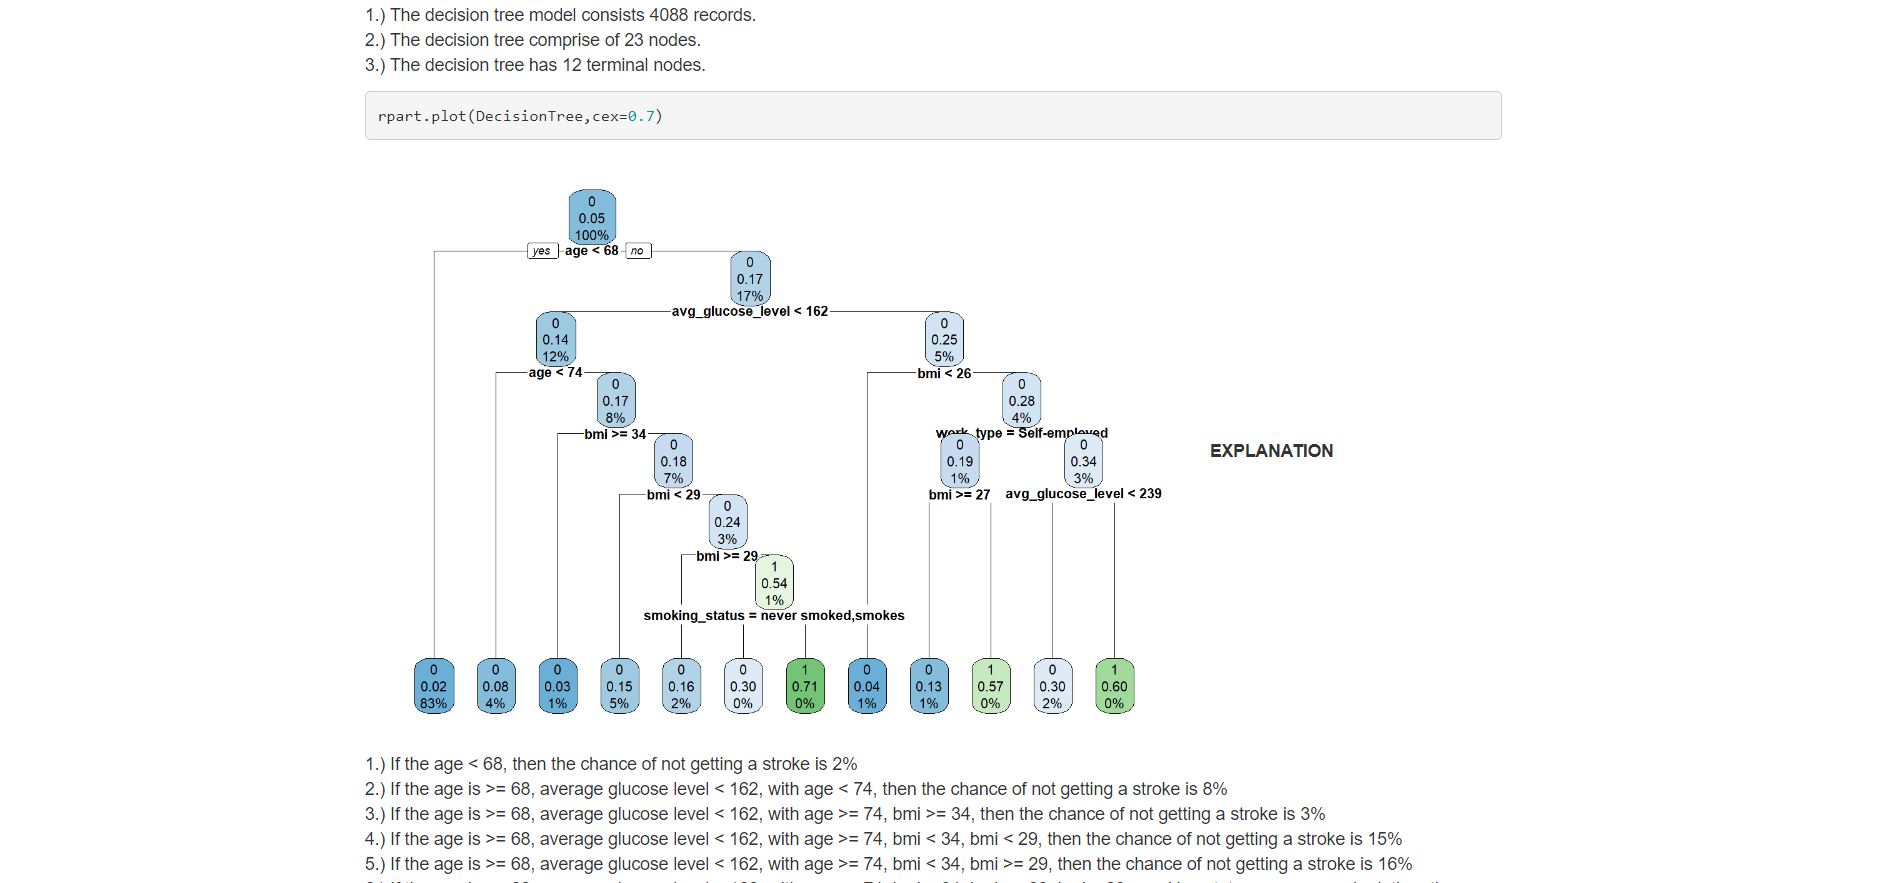 1.) The decision tree model consists 4088 records.
2.) The decision tree comprise of 23 nodes.
3.) The decision tree has 12 terminal nodes.
rpart.plot(DecisionTree,cex=0.7)
0
0.05
100%
yes age < 68 no
0
0.17
17%
avg_glucose_level < 162
0
0.14
12%
age < 74
0
0.25
5%
bmi < 26
0
0.17
8%
bmi >= 34
0
0.28
4%
work_type = Self-employed
0
0.18
7%
bmi < 29
0
0.19
1%
bmi >= 27
0
0.34
3%
avg_glucose_level < 239
EXPLANATION
0
0.24
3%
bmi >= 29
1
0.54
1%
smoking_status = never smoked,smokes
0 0 0 0 0 0 1 0 0 1 0 1
0.02 0.08 0.03 0.15 0.16 0.30 0.71 0.04 0.13 0.57 0.30 0.60
83% 4% 1% 5% 2% 0% 0% 1% 1% 0% 2% 0%
1.) If the age < 68, then the chance of not getting a stroke is 2%
2.) If the age is >= 68, average glucose level < 162, with age < 74, then the chance of not getting a stroke is 8%
3.) If the age is >= 68, average glucose level < 162, with age >= 74, bmi >= 34, then the chance of not getting a stroke is 3%
4.) If the age is >= 68, average glucose level < 162, with age >= 74, bmi < 34, bmi < 29, then the chance of not getting a stroke is 15%
5.) If the age is >= 68, average glucose level < 162, with age >= 74, bmi < 34, bmi >= 29, then the chance of not getting a stroke is 16%